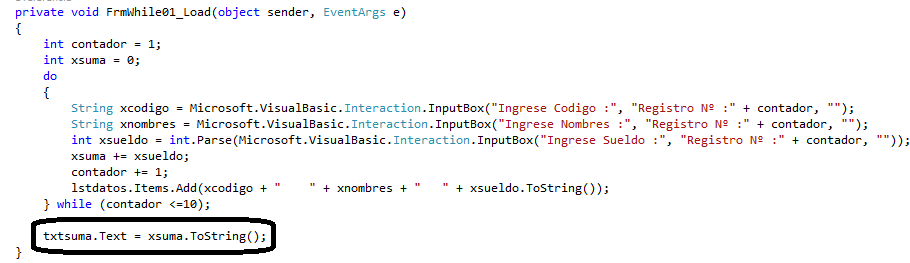 private void FrmWhile01_Load(object sender, EventArgs e)
{
int contador = 1;
int xsuma = 0;
do
{
String xcodigo = Microsoft.VisualBasic.Interaction.InputBox("Ingrese Codigo :", "Registro Nº :" + contador, "");
String xnombres = Microsoft.VisualBasic.Interaction.InputBox("Ingrese Nombres :", "Registro Nº :" + contador, "");
int xsueldo = int.Parse(Microsoft.VisualBasic.Interaction.InputBox("Ingrese Sueldo :", "Registro Nº :" + contador, ""));
xsuma += xsueldo;
contador += 1;
lstdatos.Items.Add(xcodigo + "    " + xnombres + "   " + xsueldo.ToString());
} while (contador <=10);
txtsuma.Text = xsuma.ToString();
}